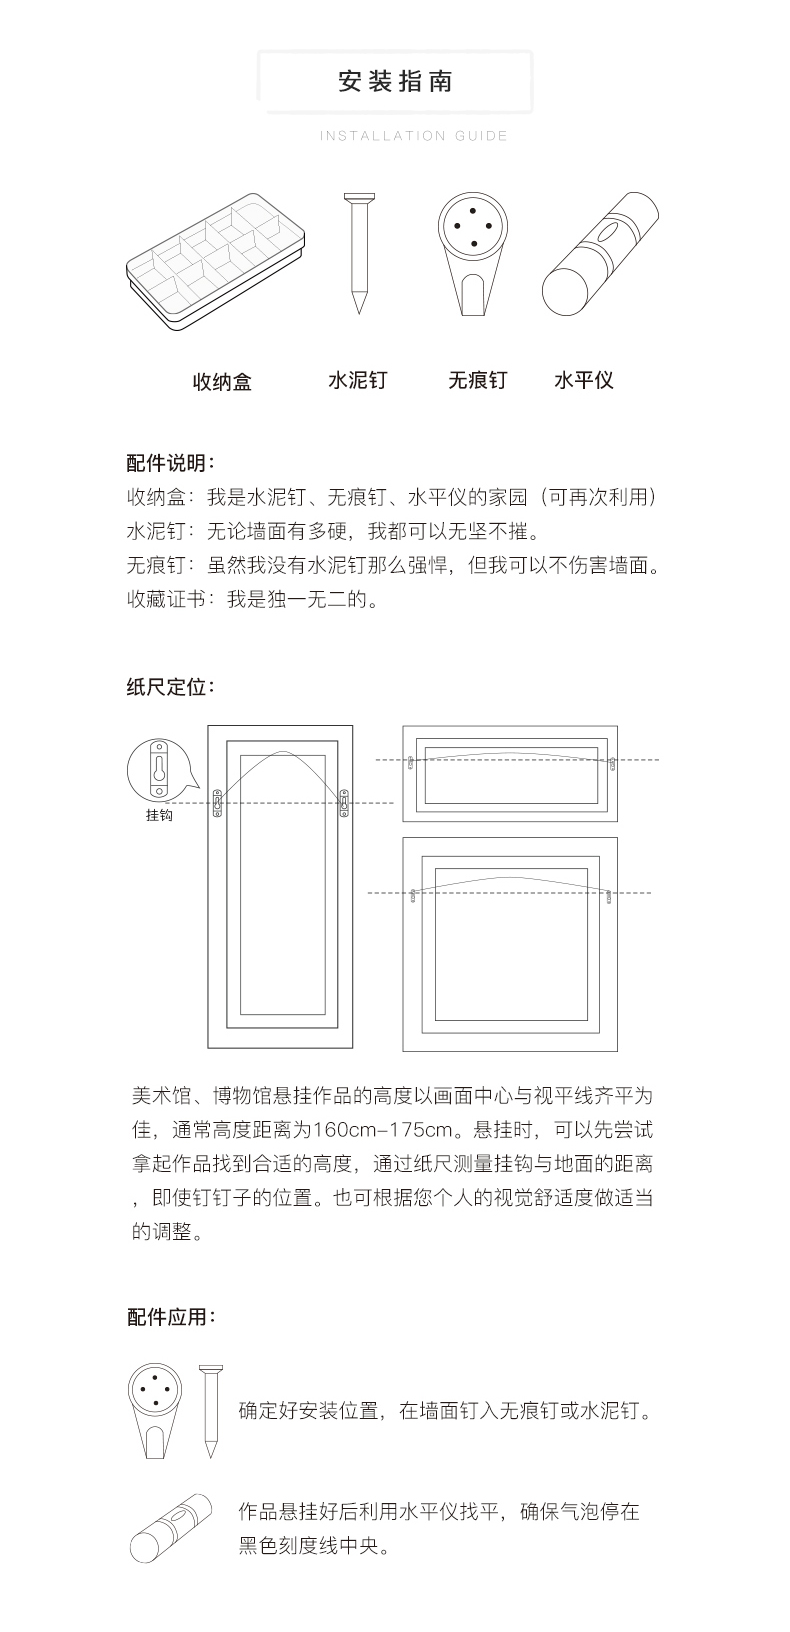 安装指南
INSTALLATION GUIDE
收纳盒 水泥钉 无痕钉 水平仪
配件说明：
收纳盒：我是水泥钉、无痕钉、水平仪的家园（可再次利用）
水泥钉：无论墙面有多硬，我都可以无坚不摧。
无痕钉：虽然我没有水泥钉那么强悍，但我可以不伤害墙面。
收藏证书：我是独一无二的。
纸尺定位：
挂钩
美术馆、博物馆悬挂作品的高度以画面中心与视平线齐平为
佳，通常高度距离为160cm-175cm。悬挂时，可以先尝试
拿起作品找到合适的高度，通过纸尺测量挂钩与地面的距离
，即使钉钉子的位置。也可根据您个人的视觉舒适度做适当
的调整。
配件应用：
确定好安装位置，在墙面钉入无痕钉或水泥钉。
作品悬挂好后利用水平仪找平，确保气泡停在
黑色刻度线中央。